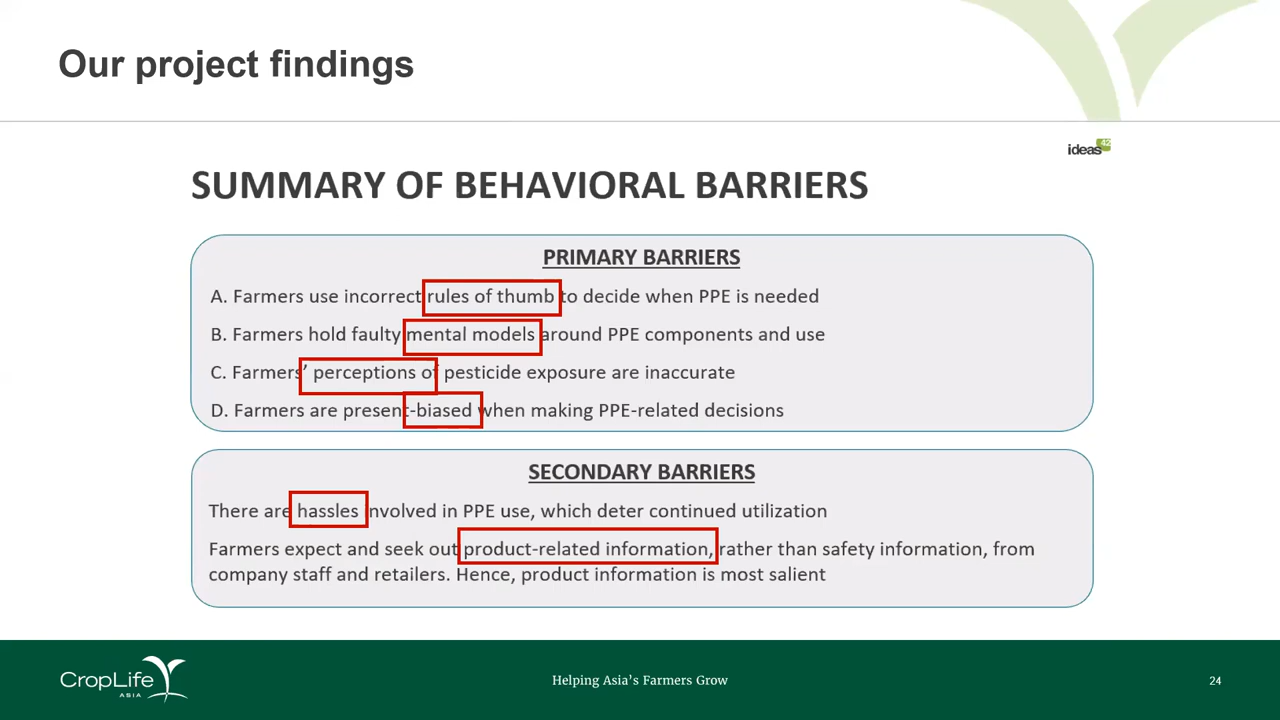 Our project findings
ideas42
SUMMARY OF BEHAVIORAL BARRIERS
PRIMARY BARRIERS
A. Farmers use incorrect rules of thumb to decide when PPE is needed
B. Farmers hold faulty mental models around PPE components and use
C. Farmers’ perceptions of pesticide exposure are inaccurate
D. Farmers are present-biased when making PPE-related decisions
SECONDARY BARRIERS
There are hassles involved in PPE use, which deter continued utilization
Farmers expect and seek out product-related information, rather than safety information, from
company staff and retailers. Hence, product information is most salient
CropLife
ASIA
Helping Asia’s Farmers Grow
24